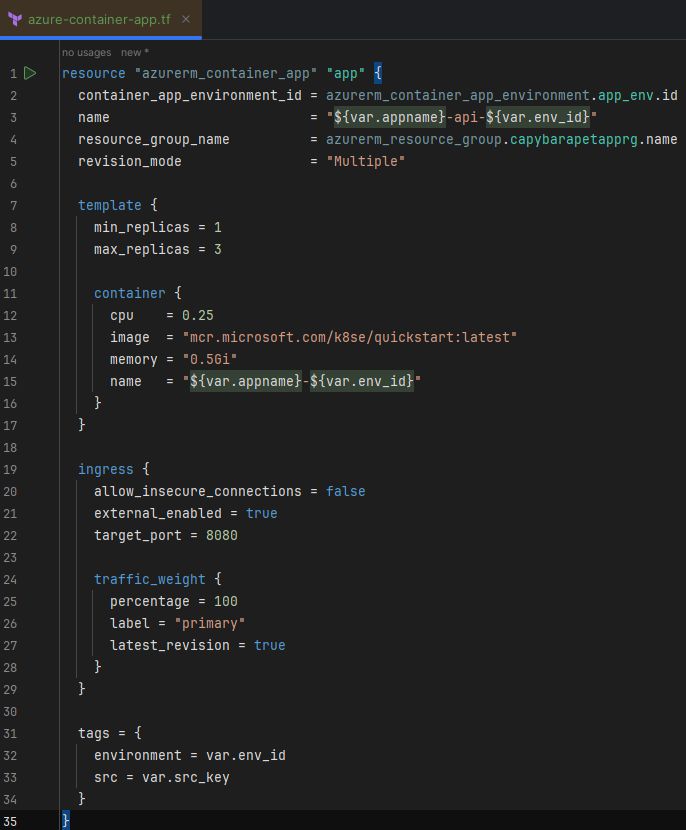 azure-container-app.tf ×
no usages new *
1 resource "azurerm_container_app" "app" {
2   container_app_environment_id = azurerm_container_app_environment.app_env.id
3   name                         = "${var.appname}-api-${var.env_id}"
4   resource_group_name          = azurerm_resource_group.capybarapetapprg.name
5   revision_mode                = "Multiple"
6
7   template {
8     min_replicas = 1
9     max_replicas = 3
10
11     container {
12       cpu    = 0.25
13       image  = "mcr.microsoft.com/k8se/quickstart:latest"
14       memory = "0.5Gi"
15       name   = "${var.appname}-${var.env_id}"
16     }
17   }
18
19   ingress {
20     allow_insecure_connections = false
21     external_enabled = true
22     target_port = 8080
23
24     traffic_weight {
25       percentage = 100
26       label = "primary"
27       latest_revision = true
28     }
29   }
30
31   tags = {
32     environment = var.env_id
33     src = var.src_key
34   }
35 }